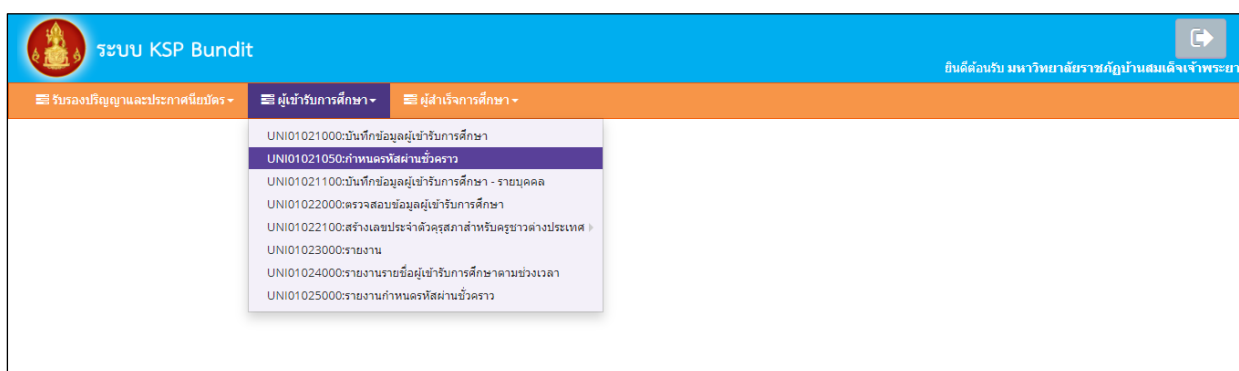 ระบบ KSP Bundit
ยินดีต้อนรับ มหาวิทยาลัยราชภัฏบ้านสมเด็จเจ้าพระยา
รับรองปริญญาและประกาศนียบัตร
ผู้เข้ารับการศึกษา
ผู้สำเร็จการศึกษา
UNI01021000:บันทึกข้อมูลผู้เข้ารับการศึกษา
UNI01021050:กำหนดรหัสผ่านชั่วคราว
UNI01021100:บันทึกข้อมูลผู้เข้ารับการศึกษา - รายบุคคล
UNI01022000:ตรวจสอบข้อมูลผู้เข้ารับการศึกษา
UNI01022100:สร้างเลขประจำตัวคุรุสภาสำหรับครูชาวต่างประเทศ
UNI01023000:รายงาน
UNI01024000:รายงานรายชื่อผู้เข้ารับการศึกษาตามช่วงเวลา
UNI01025000:รายงานกำหนดรหัสผ่านชั่วคราว